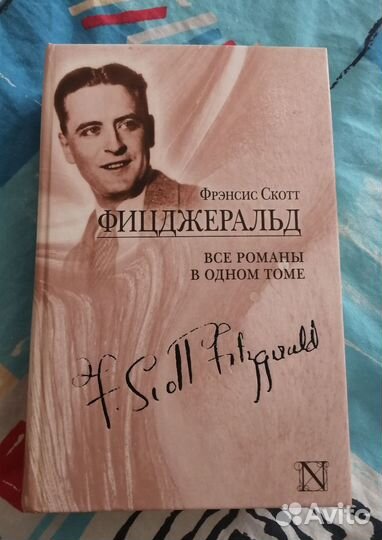 Фрэнсис Скотт
ФИЦДЖЕРАЛЬД
ВСЕ РОМАНЫ
В ОДНОМ ТОМЕ
F. Scott Fitzgerald
N
Avito